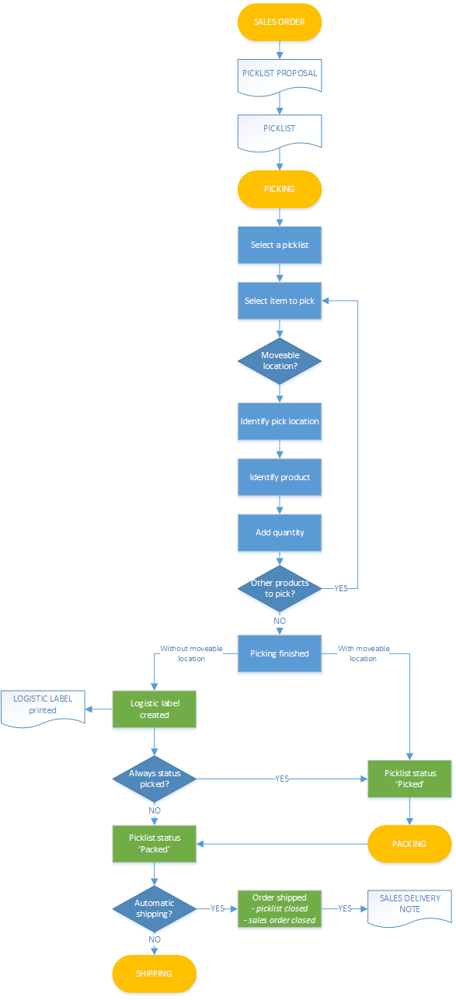 SALES ORDER
PICKLIST PROPOSAL
PICKLIST
PICKING
Select a picklist
Select item to pick
Moveable
location?
Identify pick location
Identify product
Add quantity
Other products
to pick?
YES
NO
Picking finished
Without moveable
location
With moveable
location
LOGISTIC LABEL
printed
Logistic label
created
Always status
picked?
YES
Picklist status
‘Picked’
NO
Picklist status
‘Packed’
PACKING
Automatic
shipping?
YES
Order shipped
- picklist closed
- sales order closed
YES
SALES DELIVERY
NOTE
NO
SHIPPING